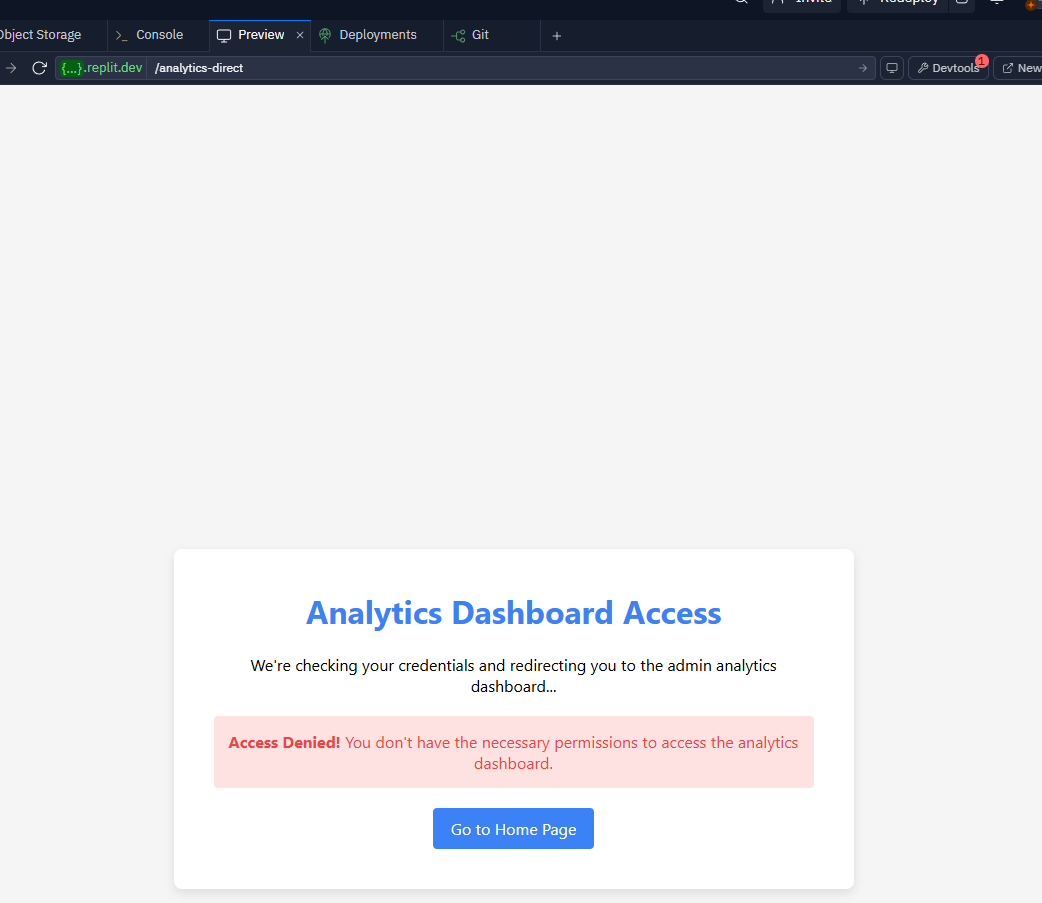 Invite
Redeploy
Object Storage
Console
Preview
Deployments
Git
{...}.replit.dev
/analytics-direct
Devtools
1
New
Analytics Dashboard Access
We're checking your credentials and redirecting you to the admin analytics
dashboard...
Access Denied! You don't have the necessary permissions to access the analytics
dashboard.
Go to Home Page